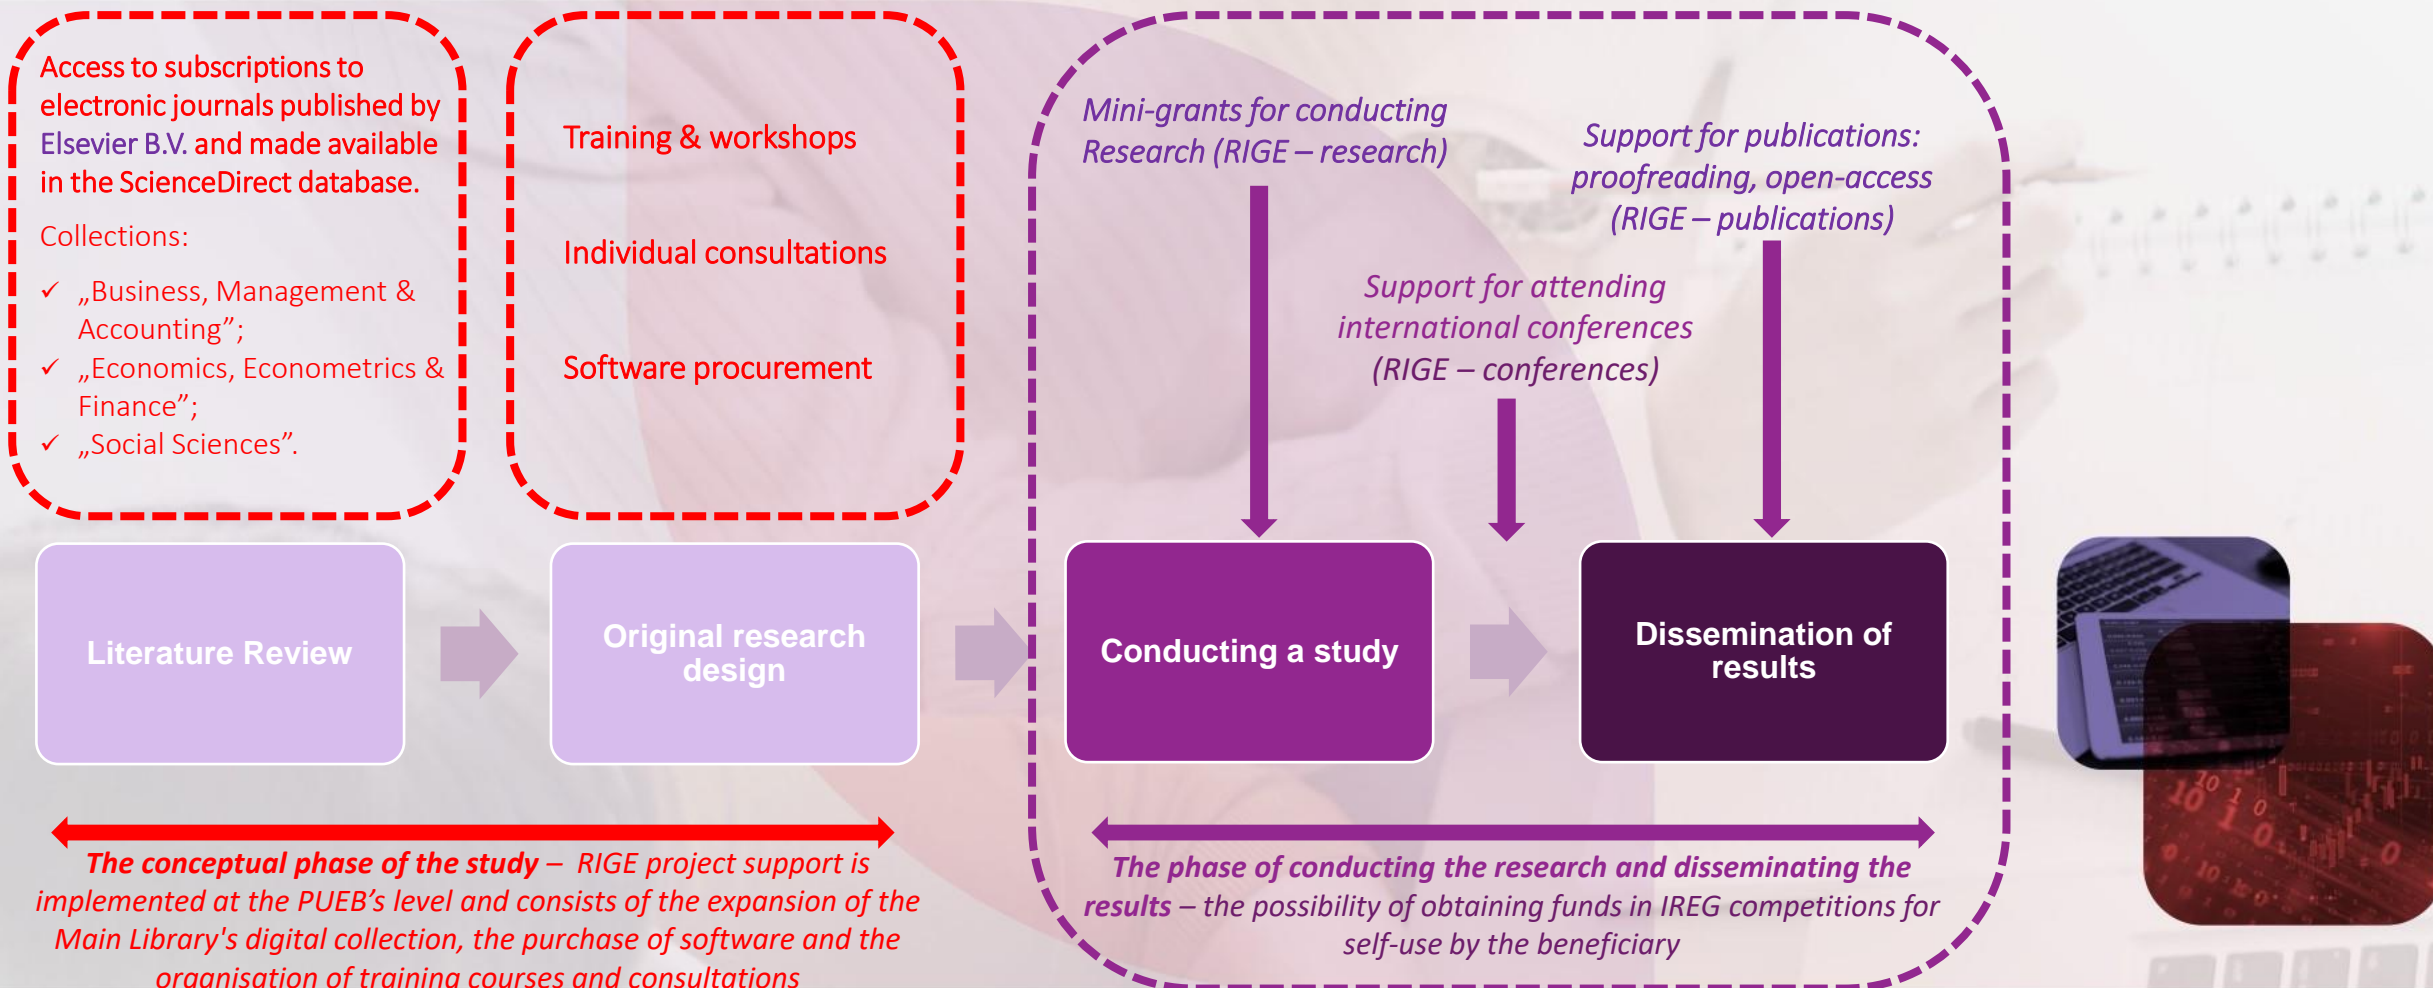 Access to subscriptions to
electronic journals published by
Elsevier B.V. and made available
in the ScienceDirect database.
Collections:
✓ „Business, Management &
Accounting”;
✓ „Economics, Econometrics &
Finance”;
✓ „Social Sciences”.
Training & workshops
Individual consultations
Software procurement
Mini-grants for conducting
Research (RIGE – research)
Support for attending
international conferences
(RIGE – conferences)
Support for publications:
proofreading, open-access
(RIGE – publications)
Literature Review
Original research
design
Conducting a study
Dissemination of
results
The conceptual phase of the study – RIGE project support is
implemented at the PUEB’s level and consists of the expansion of the
Main Library's digital collection, the purchase of software and the
organisation of training courses and consultations
The phase of conducting the research and disseminating the
results – the possibility of obtaining funds in IREG competitions for
self-use by the beneficiary